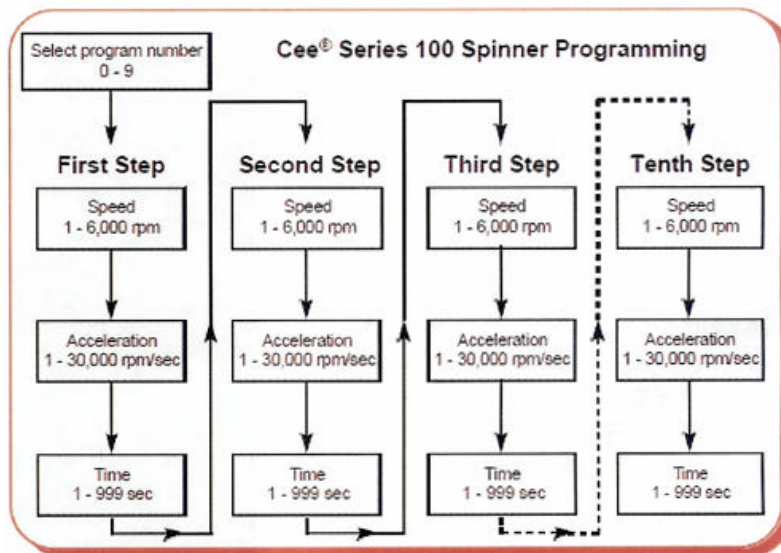 Select program number
0 - 9
Cee® Series 100 Spinner Programming
First Step
Speed
1 - 6,000 rpm
Acceleration
1 - 30,000 rpm/sec
Time
1 - 999 sec
Second Step
Speed
1 - 6,000 rpm
Acceleration
1 - 30,000 rpm/sec
Time
1 - 999 sec
Third Step
Speed
1 - 6,000 rpm
Acceleration
1 - 30,000 rpm/sec
Time
1 - 999 sec
Tenth Step
Speed
1 - 6,000 rpm
Acceleration
1 - 30,000 rpm/sec
Time
1 - 999 sec